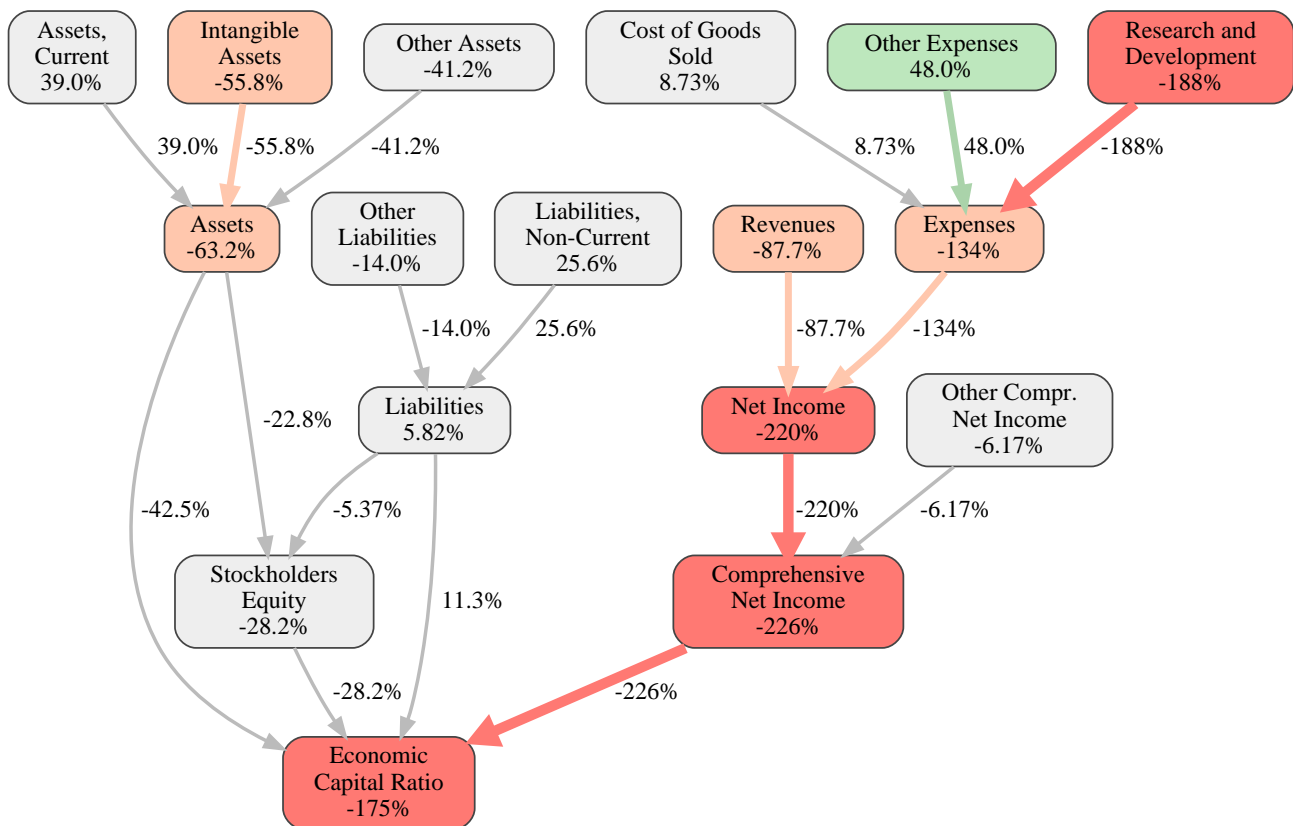 Assets,
Current
39.0%
Intangible
Assets
-55.8%
Other Assets
-41.2%
Cost of Goods
Sold
8.73%
Other Expenses
48.0%
Research and
Development
-188%
39.0%
-55.8%
-41.2%
8.73%
48.0%
-188%
Assets
-63.2%
Other
Liabilities
-14.0%
Liabilities,
Non-Current
25.6%
Revenues
-87.7%
Expenses
-134%
-14.0%
25.6%
-87.7%
-134%
-22.8%
Liabilities
5.82%
Net Income
-220%
Other Compr.
Net Income
-6.17%
-42.5%
-5.37%
-220%
-6.17%
Stockholders
Equity
-28.2%
11.3%
Comprehensive
Net Income
-226%
-28.2%
-226%
Economic
Capital Ratio
-175%